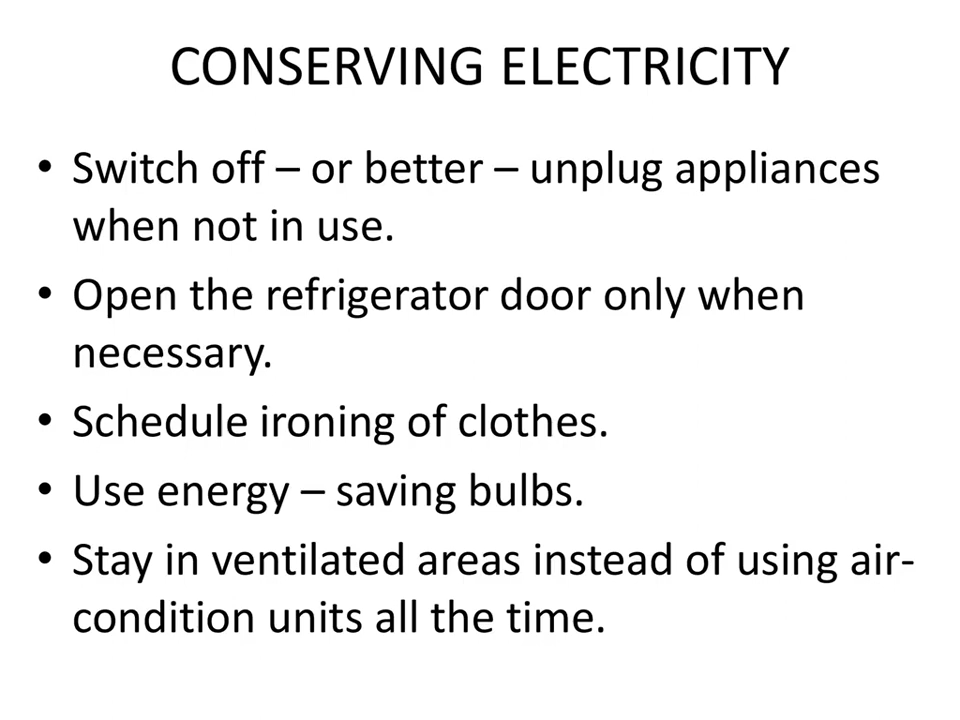 CONSERVING ELECTRICITY
• Switch off – or better – unplug appliances
when not in use.
• Open the refrigerator door only when
necessary.
• Schedule ironing of clothes.
• Use energy – saving bulbs.
• Stay in ventilated areas instead of using air-
condition units all the time.